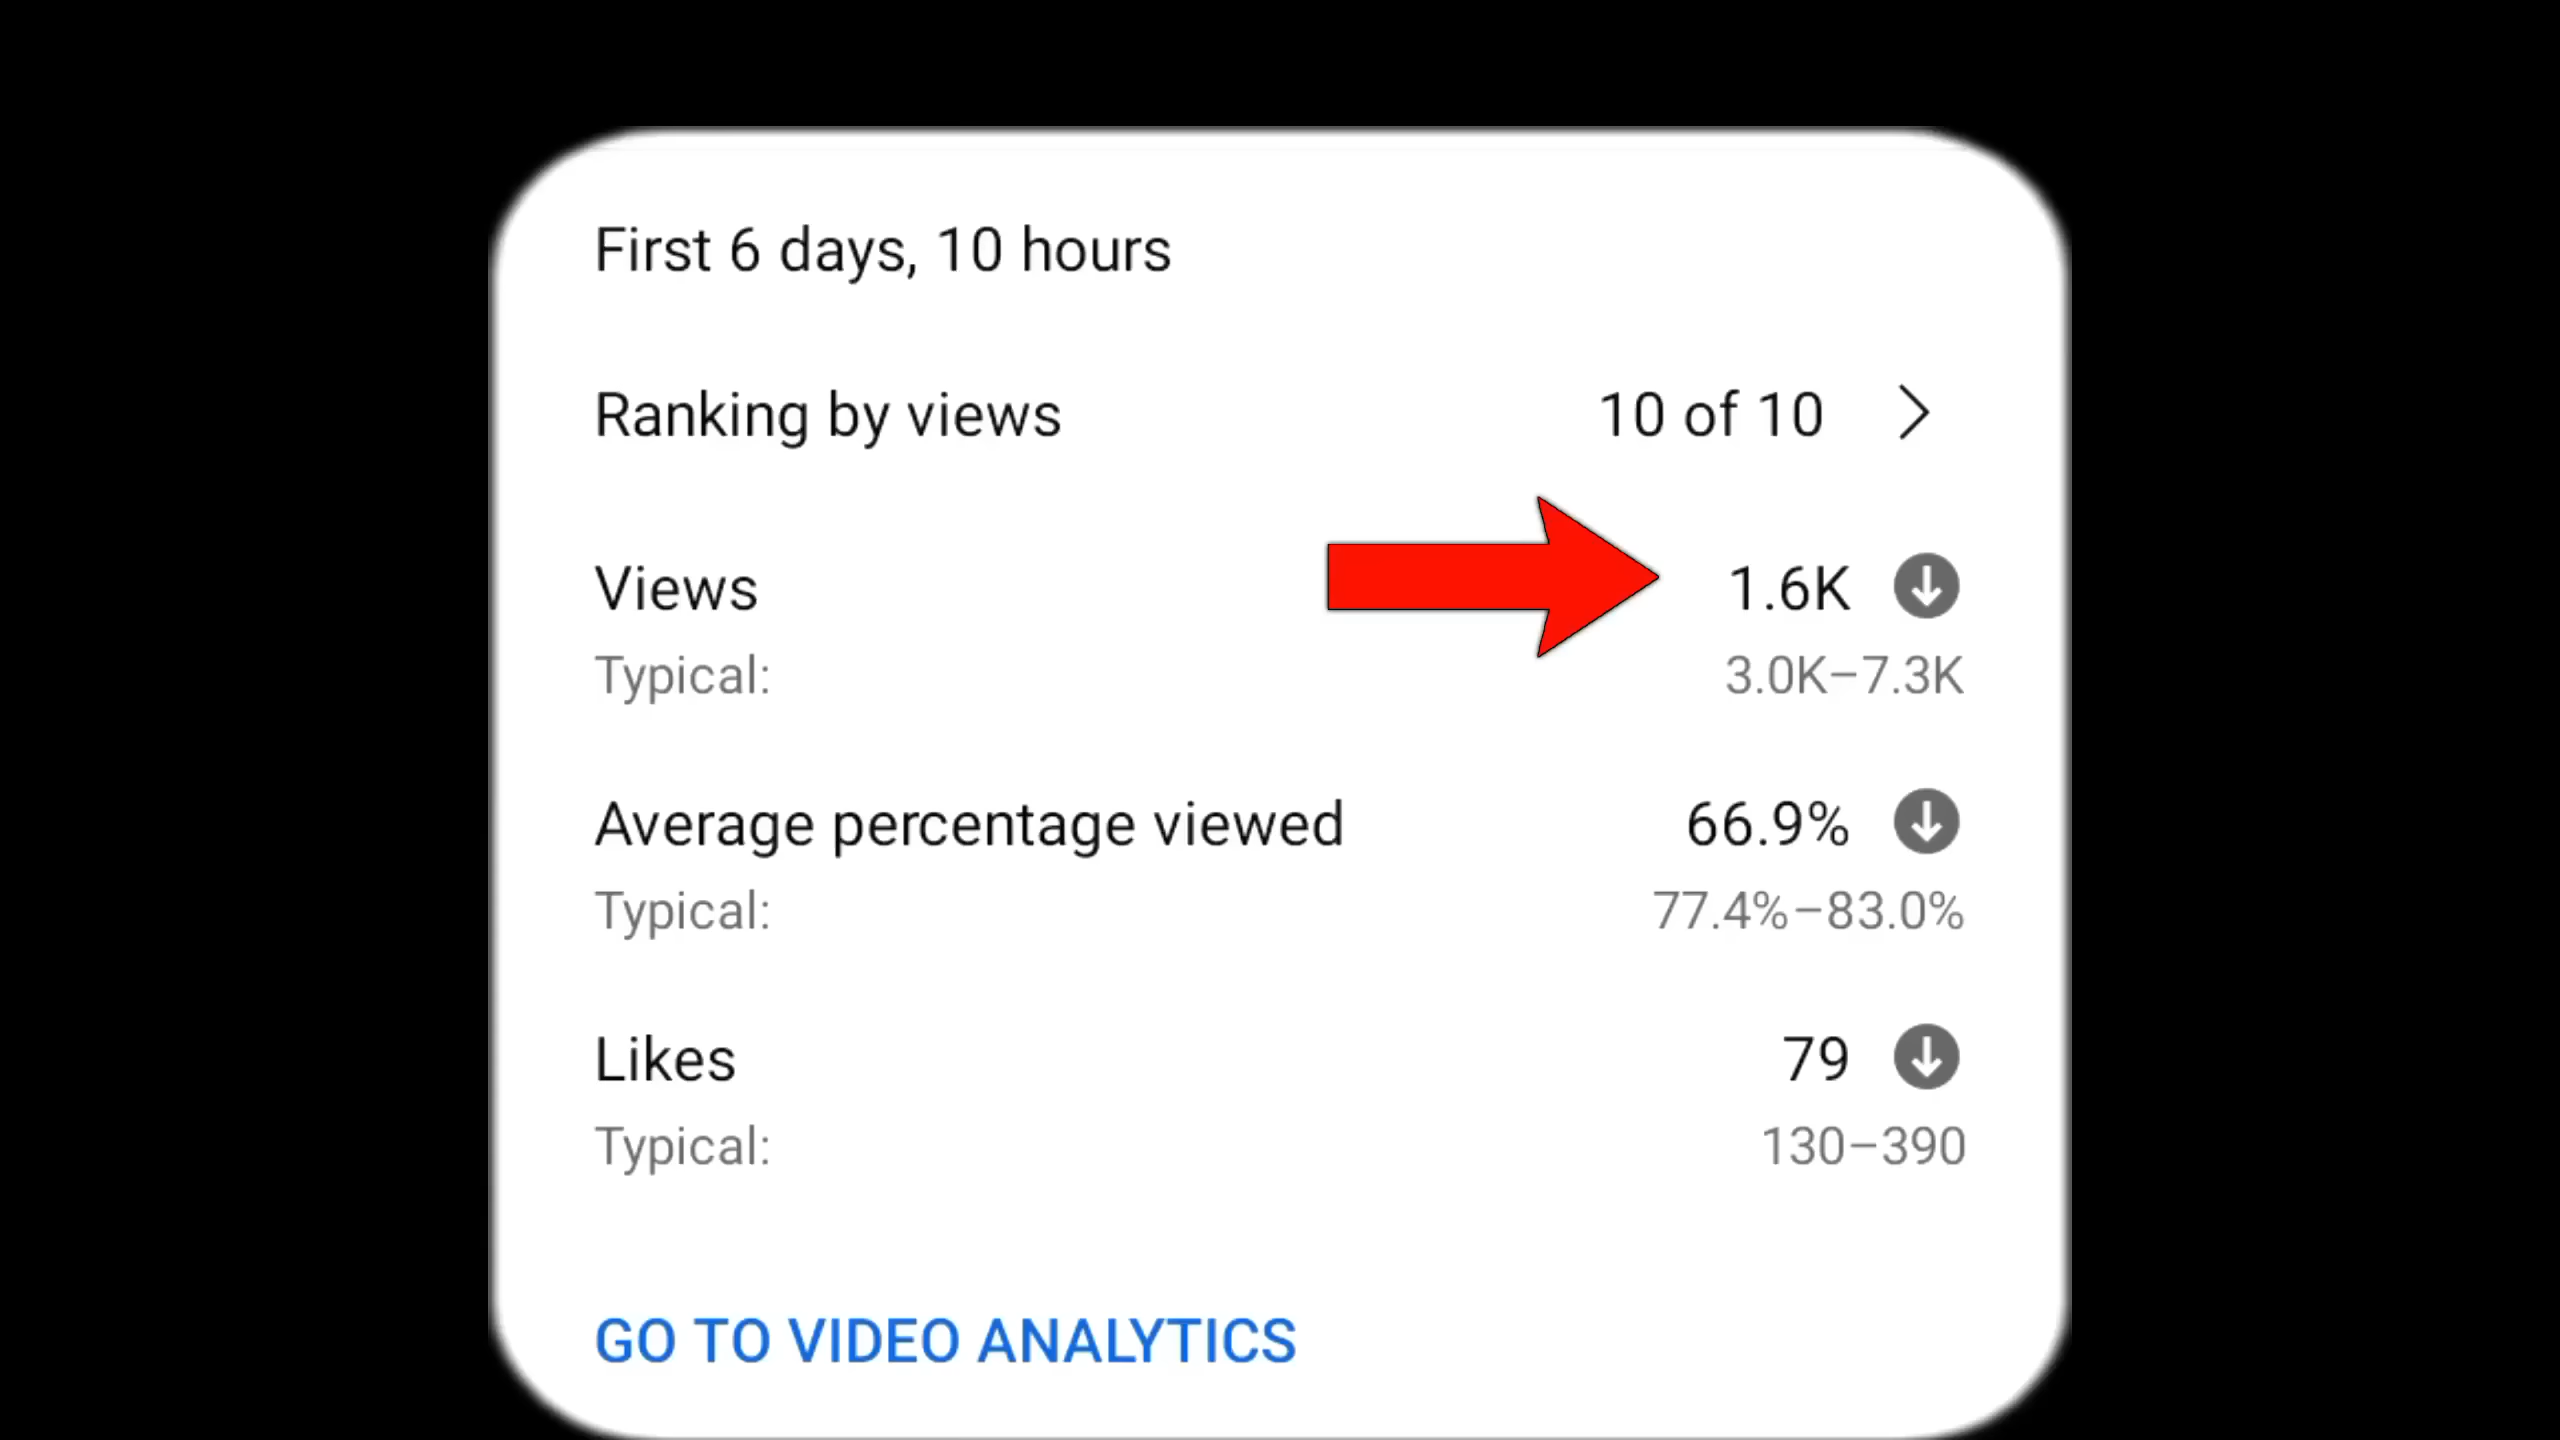 First 6 days, 10 hours
Ranking by views 10 of 10
Views 1.6K
Typical: 3.0K–7.3K
Average percentage viewed 66.9%
Typical: 77.4%–83.0%
Likes 79
Typical: 130–390
GO TO VIDEO ANALYTICS